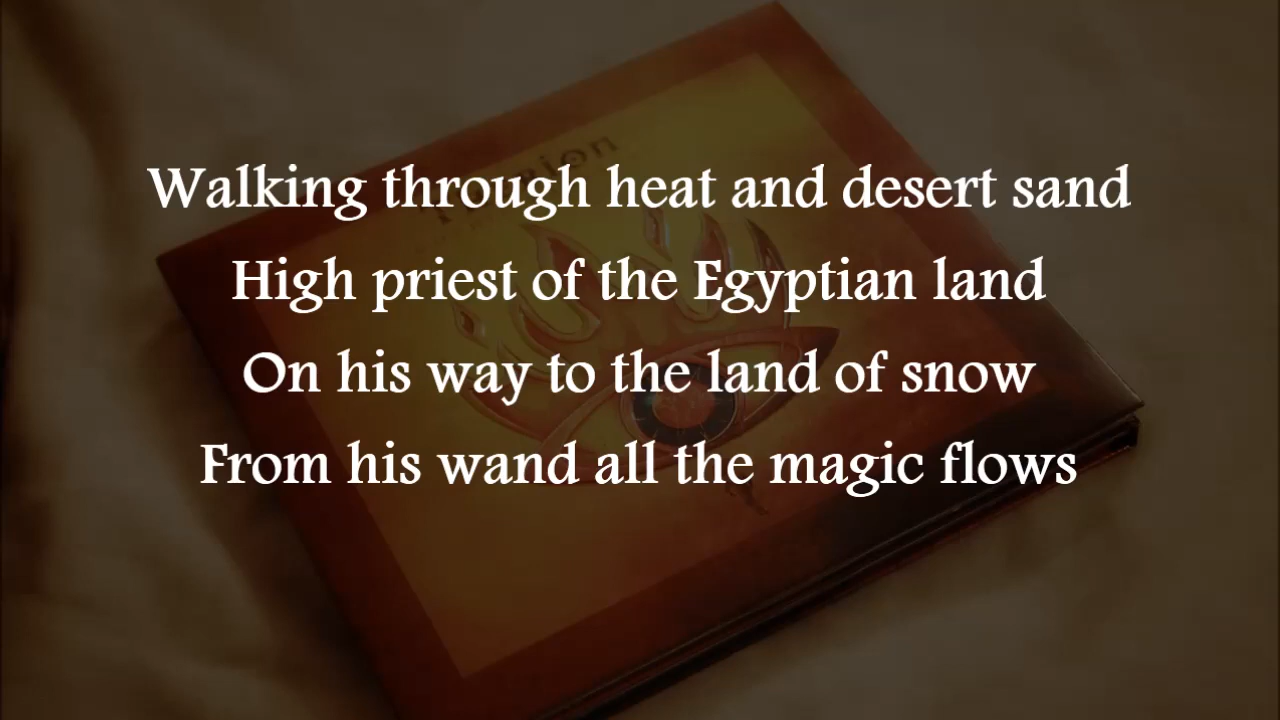 Walking through heat and desert sand
High priest of the Egyptian land
On his way to the land of snow
From his wand all the magic flows